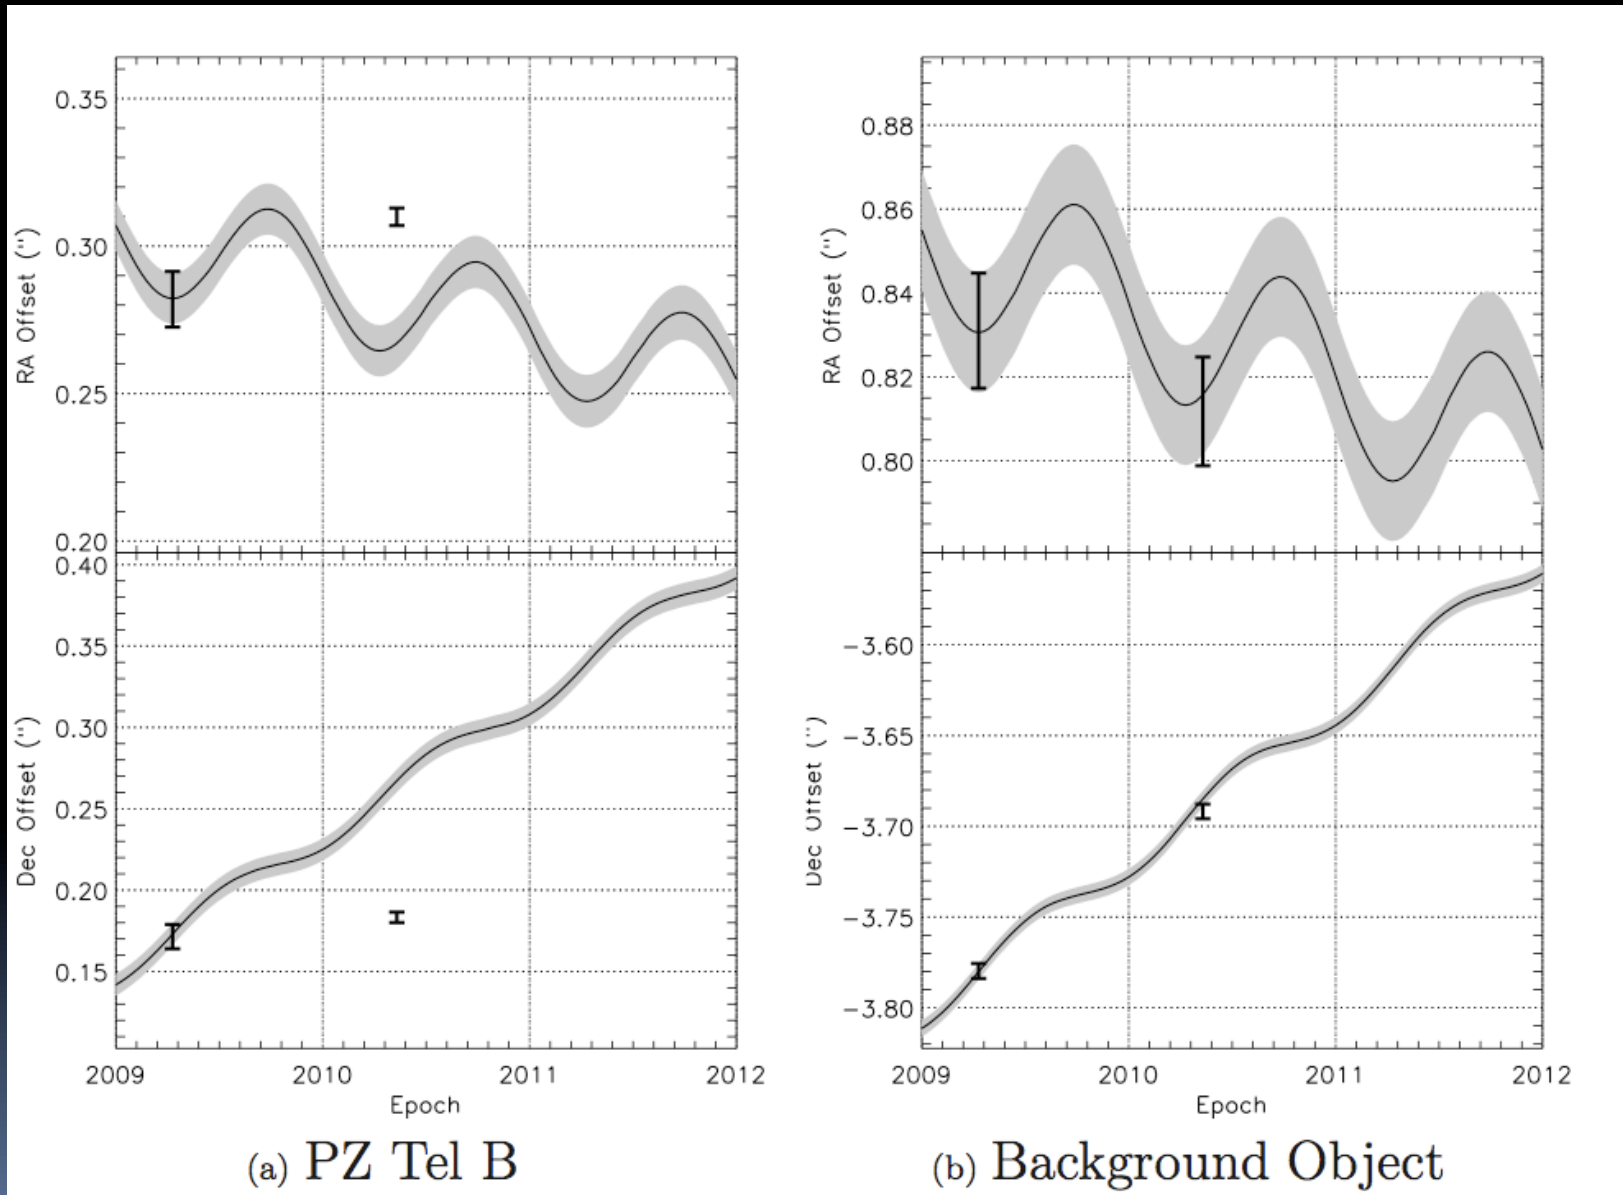 0.35
0.30
0.25
0.20
RA Offset (")
0.40
0.35
0.30
0.25
0.20
0.15
Dec Offset (")
2009 2010 2011 2012
Epoch
(a) PZ Tel B
0.88
0.86
0.84
0.82
0.80
RA Offset (")
−3.60
−3.65
−3.70
−3.75
−3.80
Dec Offset (")
2009 2010 2011 2012
Epoch
(b) Background Object